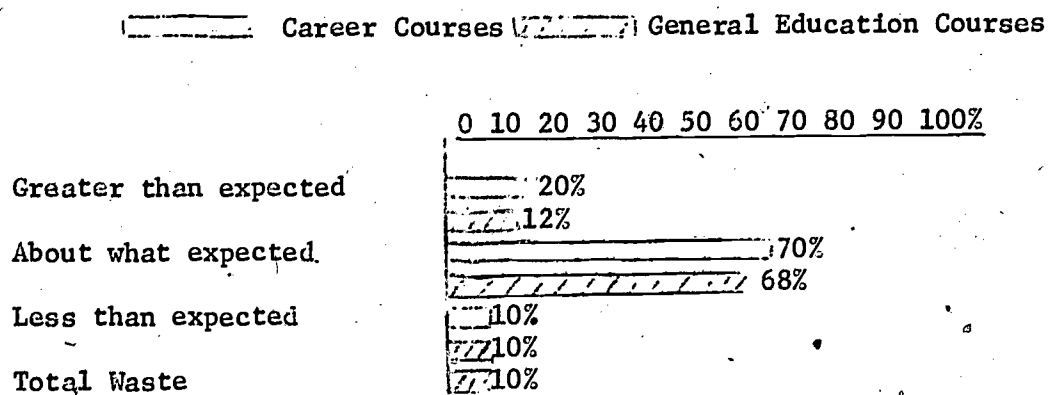 Career Courses General Education Courses
0 10 20 30 40 50 60 70 80 90 100%
Greater than expected 20%
12%
About what expected. 70%
68%
Less than expected 10%
10%
Total Waste 10%